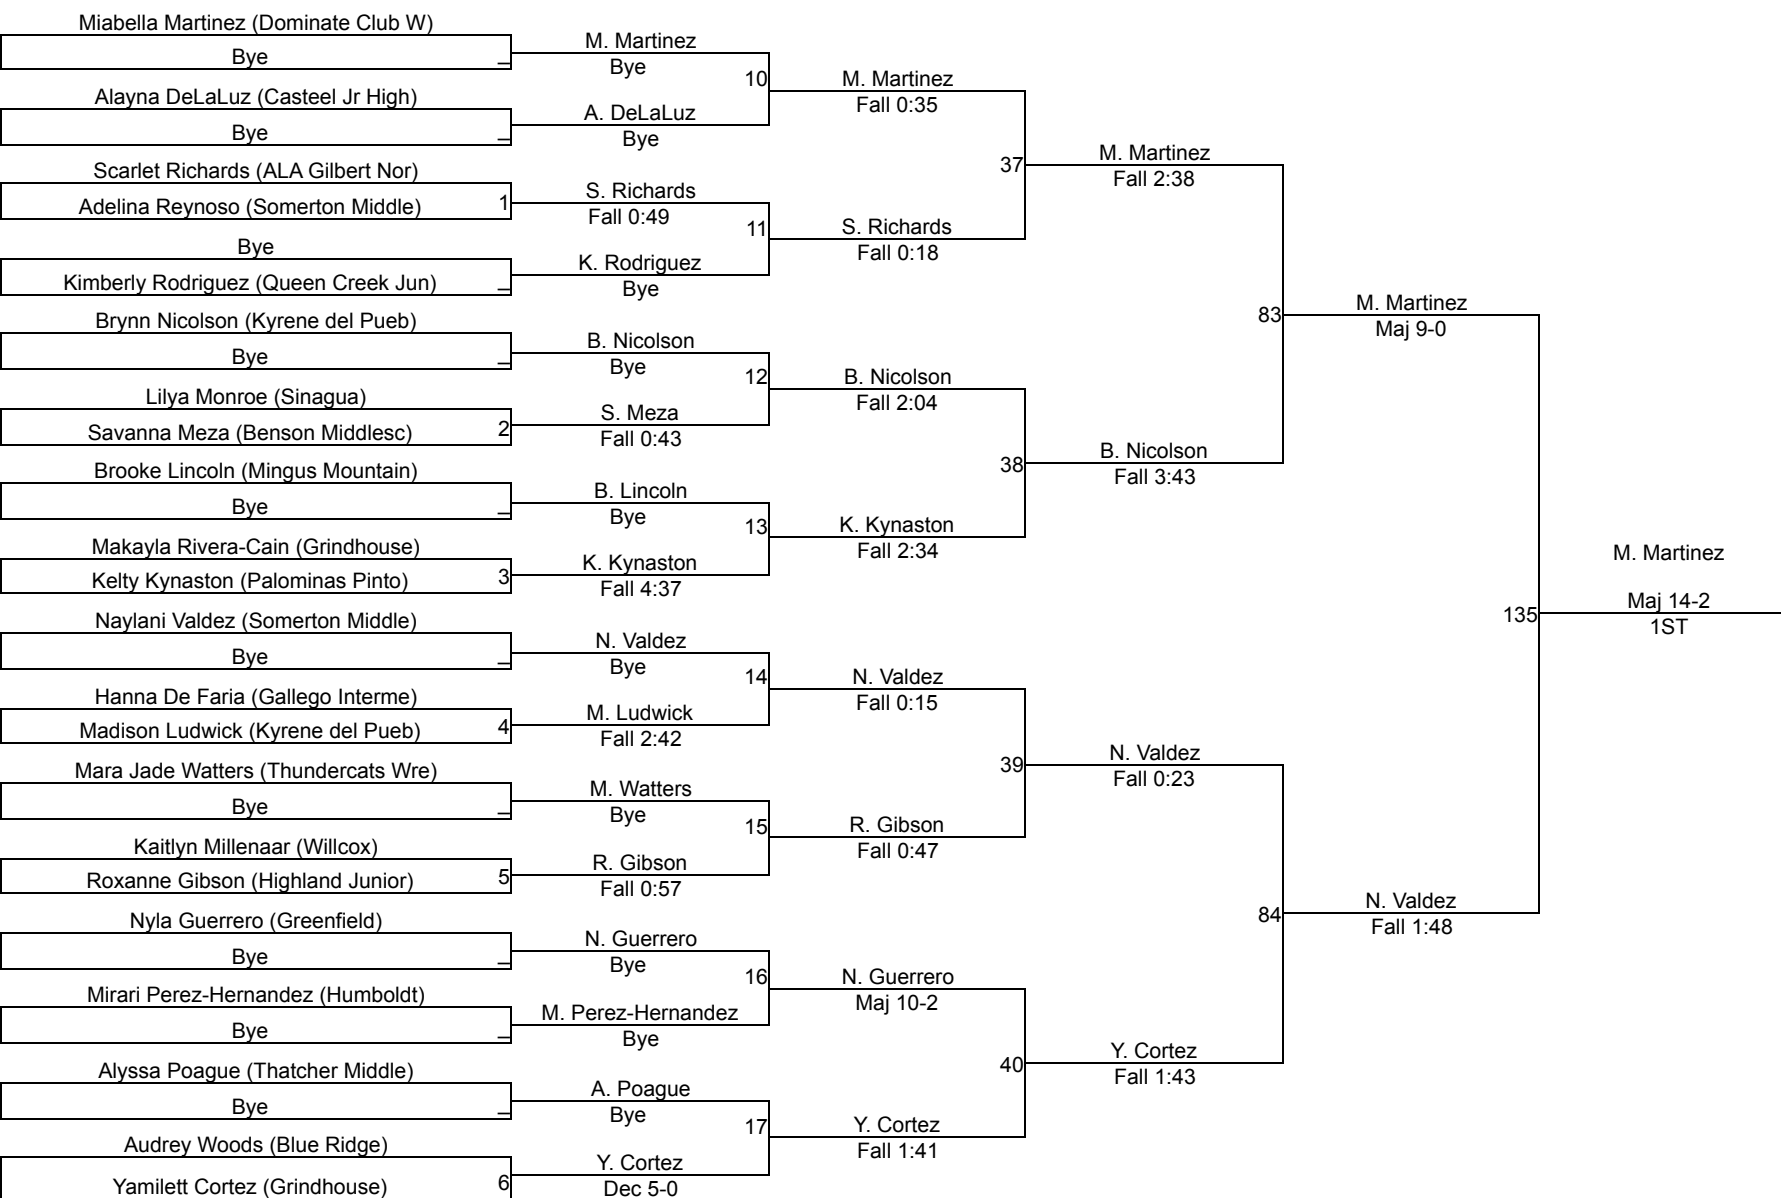 Miabella Martinez (Dominate Club W)
Bye
_
Alayna DeLaLuz (Casteel Jr High)
Bye
_
Scarlet Richards (ALA Gilbert Nor)
Adelina Reynoso (Somerton Middle)
1
Bye
Kimberly Rodriguez (Queen Creek Jun)
_
Brynn Nicolson (Kyrene del Pueb)
Bye
_
Lilya Monroe (Sinagua)
Savanna Meza (Benson Middlesc)
2
Brooke Lincoln (Mingus Mountain)
Bye
_
Makayla Rivera-Cain (Grindhouse)
Kelty Kynaston (Palominas Pinto)
3
Naylani Valdez (Somerton Middle)
Bye
_
Hanna De Faria (Gallego Interme)
Madison Ludwick (Kyrene del Pueb)
4
Mara Jade Watters (Thundercats Wre)
Bye
_
Kaitlyn Millenaar (Willcox)
Roxanne Gibson (Highland Junior)
5
Nyla Guerrero (Greenfield)
Bye
_
Mirari Perez-Hernandez (Humboldt)
Bye
_
Alyssa Poague (Thatcher Middle)
Bye
_
Audrey Woods (Blue Ridge)
Yamilett Cortez (Grindhouse)
6
M. Martinez
Bye
10
A. DeLaLuz
Bye
S. Richards
Fall 0:49
11
K. Rodriguez
Bye
B. Nicolson
Bye
12
S. Meza
Fall 0:43
B. Lincoln
Bye
13
K. Kynaston
Fall 4:37
N. Valdez
Bye
14
M. Ludwick
Fall 2:42
M. Watters
Bye
15
R. Gibson
Fall 0:57
N. Guerrero
Bye
16
M. Perez-Hernandez
Bye
A. Poague
Bye
17
Y. Cortez
Dec 5-0
M. Martinez
Fall 0:35
37
S. Richards
Fall 0:18
B. Nicolson
Fall 2:04
38
K. Kynaston
Fall 2:34
N. Valdez
Fall 0:15
39
R. Gibson
Fall 0:47
N. Guerrero
Maj 10-2
40
Y. Cortez
Fall 1:41
M. Martinez
Fall 2:38
83
B. Nicolson
Fall 3:43
N. Valdez
Fall 0:23
84
Y. Cortez
Fall 1:43
M. Martinez
Maj 9-0
135
N. Valdez
Fall 1:48
M. Martinez
Maj 14-2
1ST